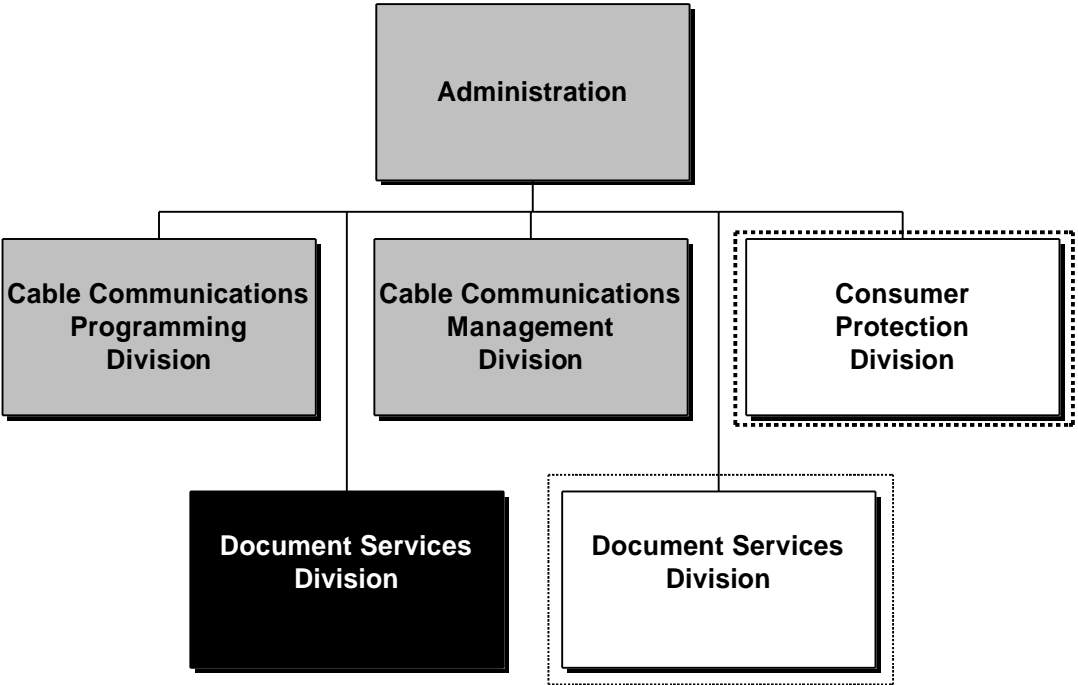 Administration
Cable Communications
Programming
Division
Cable Communications
Management
Division
Consumer
Protection
Division
Document Services
Division
Document Services
Division